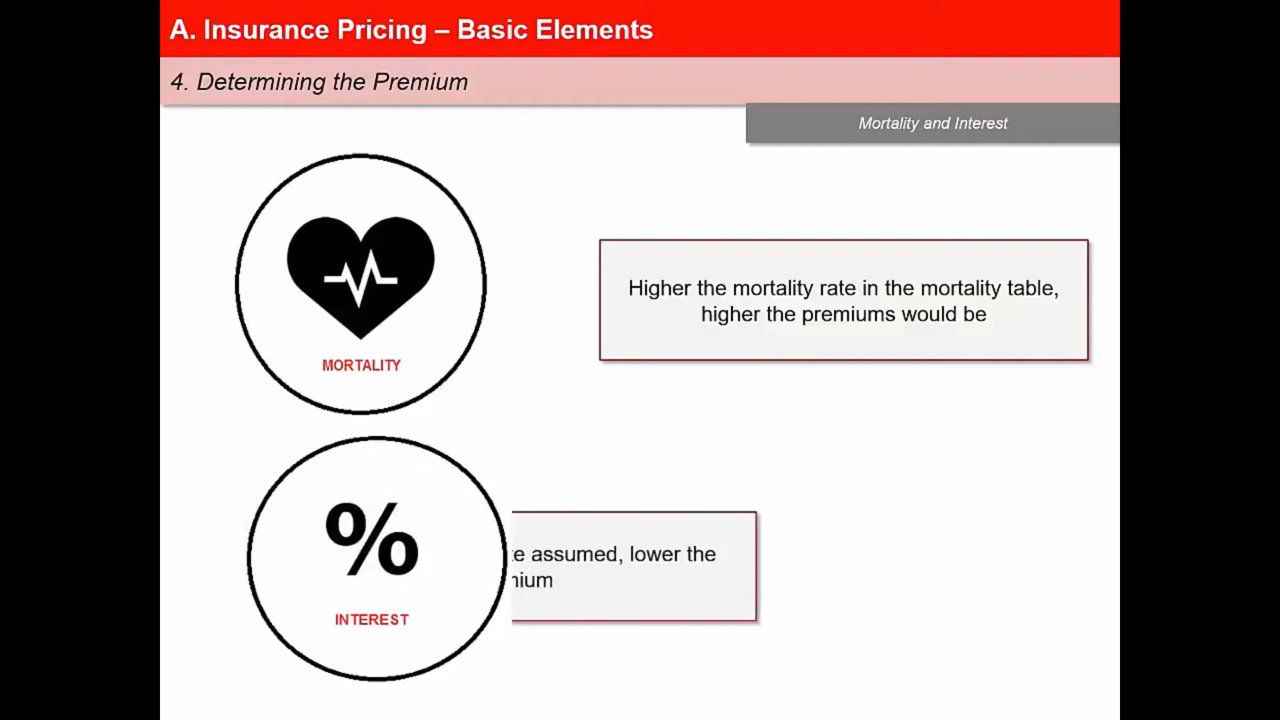 A. Insurance Pricing – Basic Elements
4. Determining the Premium
Mortality and Interest
MORTALITY
Higher the mortality rate in the mortality table,
higher the premiums would be
%
INTEREST
assumed, lower the